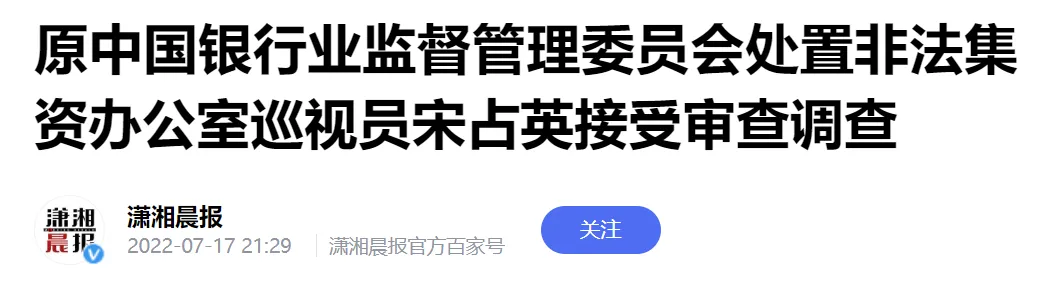 原中国银行业监督管理委员会处置非法集
资办公室巡视员宋占英接受审查调查
潇湘
晨报
潇湘晨报
2022-07-17 21:29 潇湘晨报官方百家号
关注